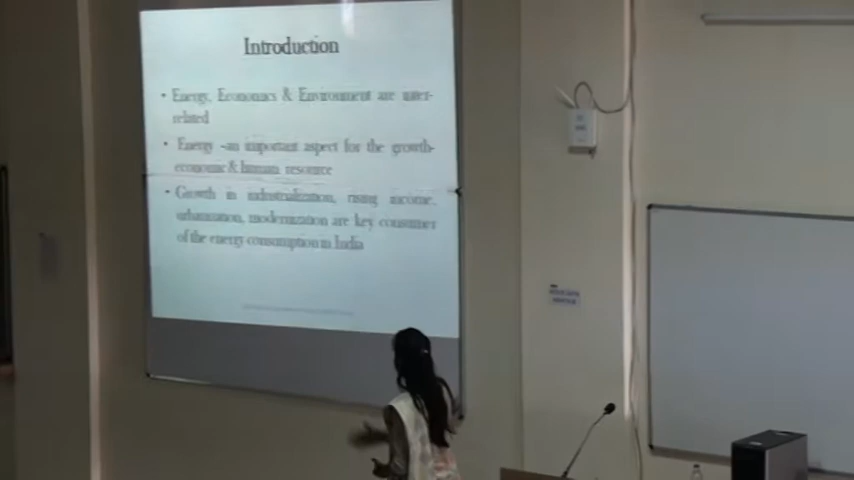 Introduction
• Energy, Economics & Environment are inter-
related
• Energy -an important aspect for the growth-
economic & human resource
• Growth in industrialization, rising income,
urbanization, modernization are key consumer
of the energy consumption in India